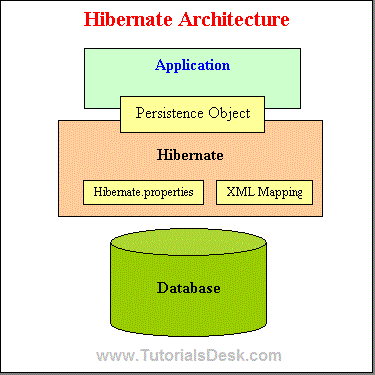 Hibernate Architecture
Application
Persistence Object
Hibernate
Hibernate.properties
XML Mapping
Database
www.TutorialsDesk.com